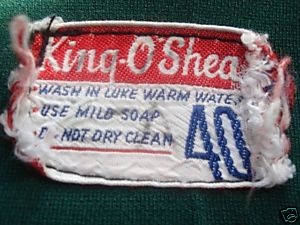 King-O'Shea
WASH IN LUKE WARM WATE
USE MILD SOAP
NOT DRY CLEAN
40